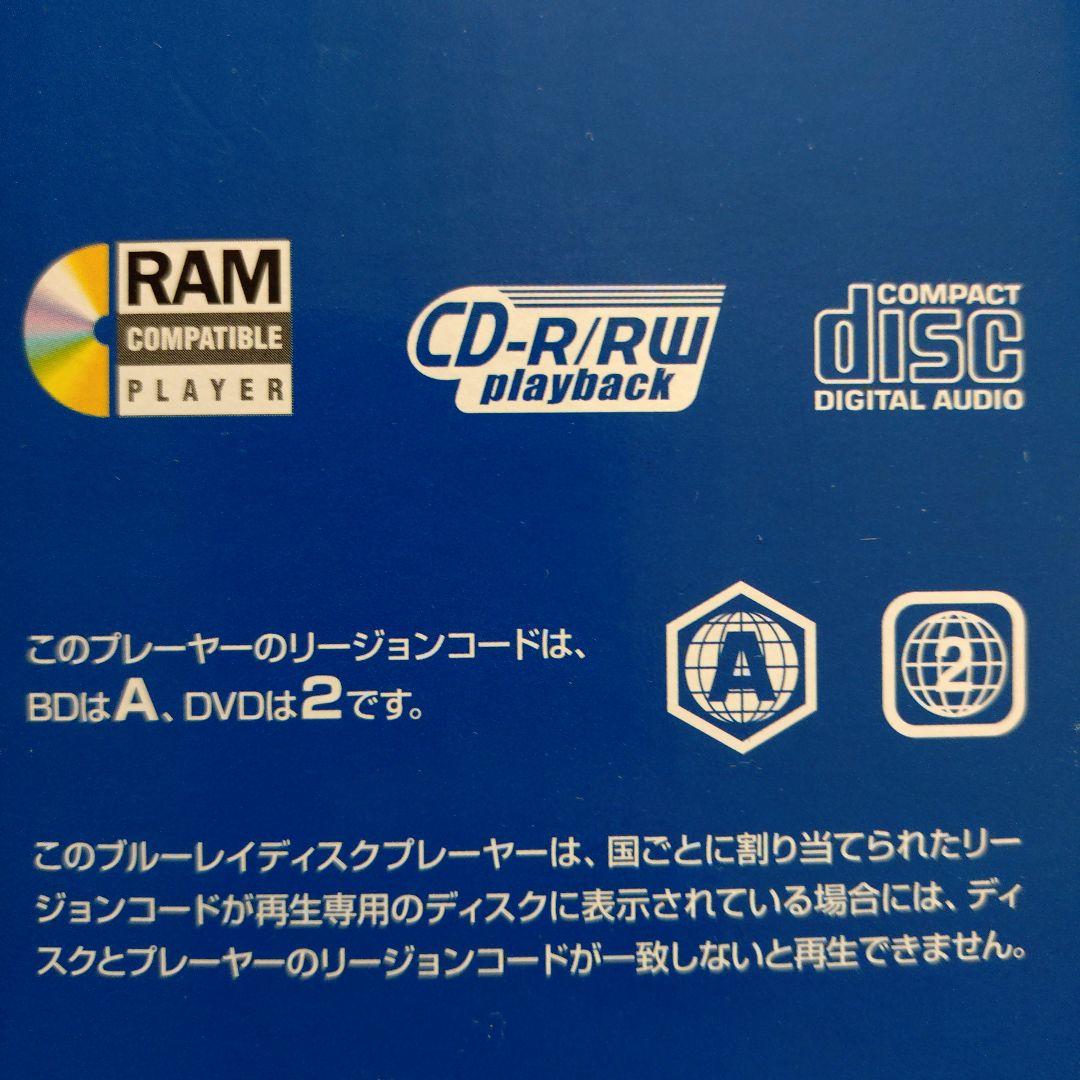 RAM
COMPATIBLE
PLAYER
CD-R/RW
playback
COMPACT
disc
DIGITAL AUDIO
このプレーヤーのリージョンコードは、
BDはA、DVDは2です。
A
2
このブルーレイディスクプレーヤーは、国ごとに割り当てられたリー
ジョンコードが再生専用のディスクに表示されている場合には、ディ
スクとプレーヤーのリージョンコードが一致しないと再生できません。